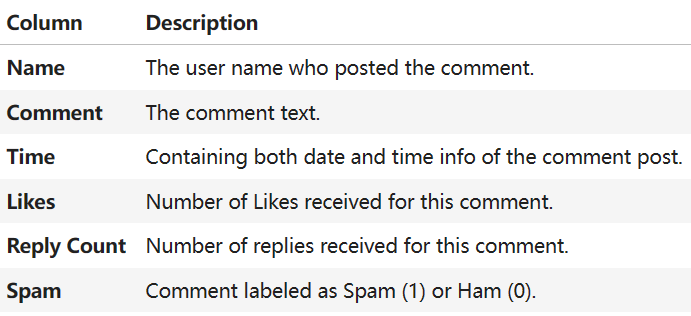 Column Description
Name The user name who posted the comment.
Comment The comment text.
Time Containing both date and time info of the comment post.
Likes Number of Likes received for this comment.
Reply Count Number of replies received for this comment.
Spam Comment labeled as Spam (1) or Ham (0).